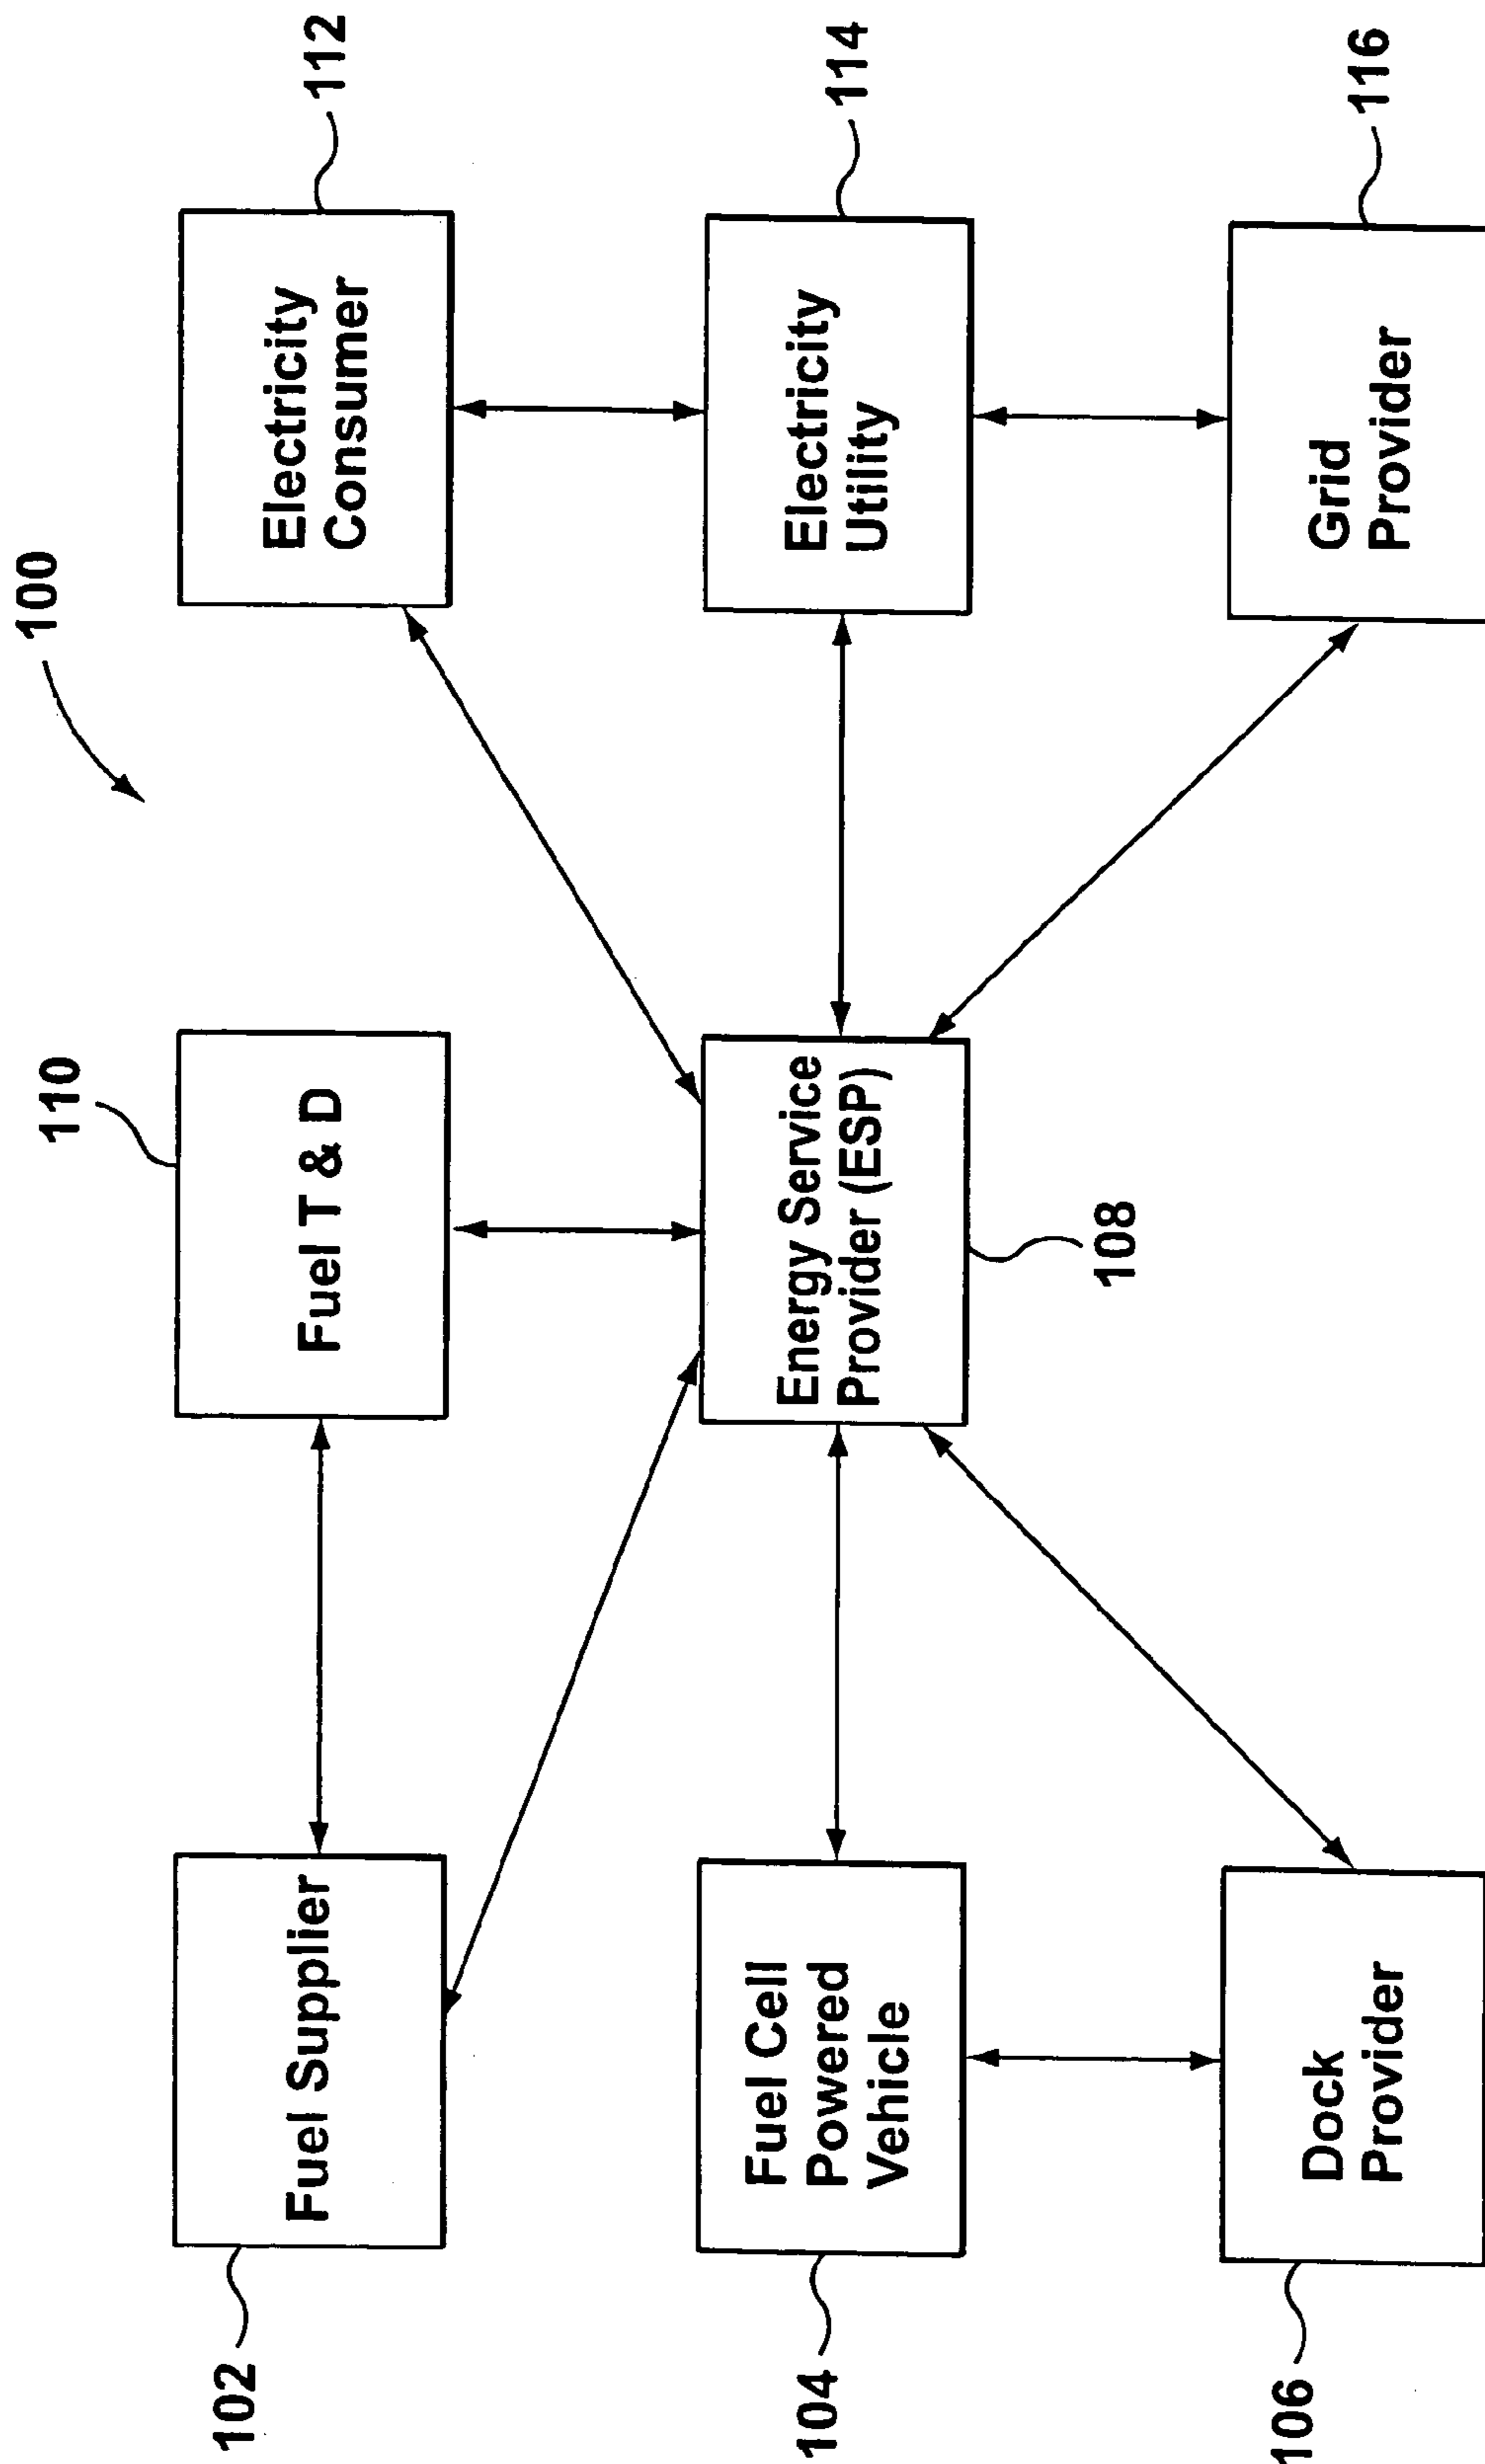 100
110
Fuel Supplier
102
Fuel T & D
Electricity
Consumer
112
Fuel Cell
Powered
Vehicle
104
Energy Service
Provider (ESP)
108
Electricity
Utility
114
Dock
Provider
106
Grid
Provider
116